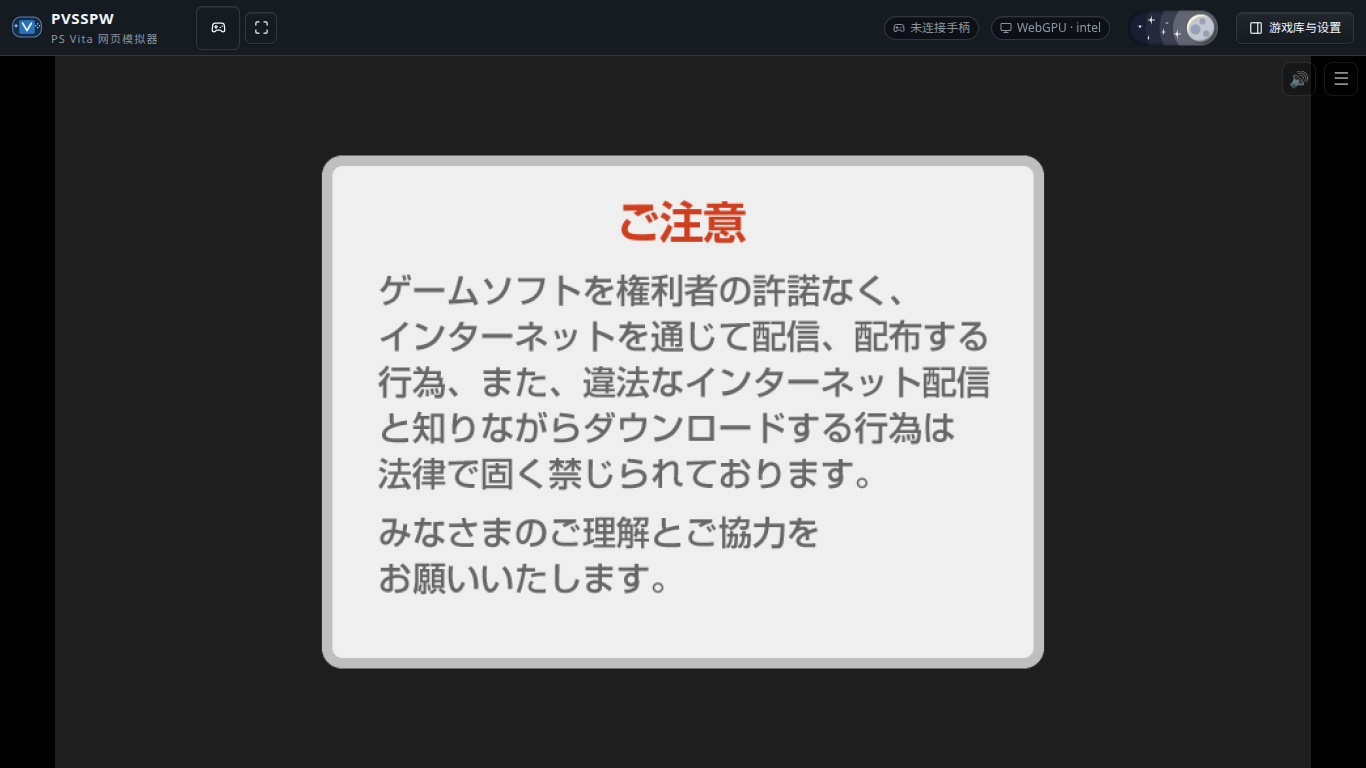 PVSSPW
PS Vita 网页模拟器
未连接手柄
WebGPU · intel
游戏库与设置
ご注意
ゲームソフトを権利者の許諾なく、
インターネットを通じて配信、配布する
行為、また、違法なインターネット配信
と知りながらダウンロードする行為は
法律で固く禁じられております。
みなさまのご理解とご協力を
お願いいたします。